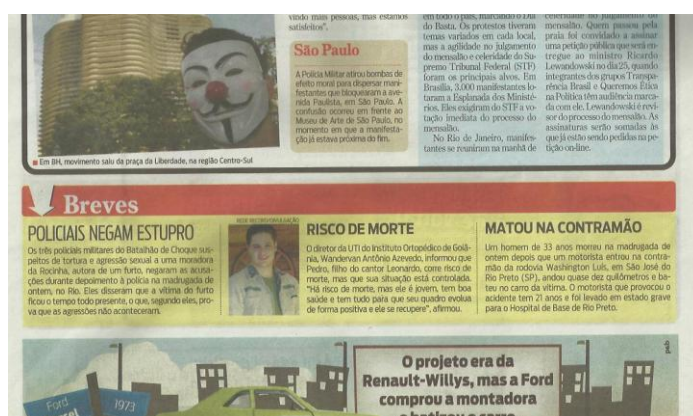 vindo mais pessoais, mas estamos
satisfeitos".
São Paulo
A Polícia Militar atirou bombas de
efeito moral para dispersar mani-
festantes que bloquearam a ave-
nida Paulista, em São Paulo. A
confusão ocorreu em frente ao
Museu de Arte de São Paulo, no
momento em que a manifesta-
ção já estava próxima do fim.
em todo o país, marcando o Dia
do Basta. Os protestos tiveram
temas variados em cada local,
mas a agilidade no julgamento
do mensalão e celeridade do Su-
premo Tribunal Federal (STF)
foram os principais alvos. Em
Brasília, 3.000 manifestantes lo-
taram a Esplanada dos Ministé-
rios. Eles exigiram do STF a vo-
tação imediata do processo do
mensalão.
No Rio de Janeiro, manifes-
tantes se reuniram na manhã de
celeridade no julgamento do
mensalão. Quem passou pela
praia foi convidado a assinar
uma petição pública que será en-
tregue ao ministro Ricardo
Lewandowski no dia 25, quando
integrantes dos grupos Transpa-
rência Brasil e Queremos Ética
na Política têm audiência marca-
da com ele. Lewandowski é revi-
sor do processo do mensalão. As
assinaturas serão somadas às
que já estão sendo pedidas na pe-
tição on-line.
Em BH, movimento saiu da praça da Liberdade, na região Centro-Sul
Breves
POLICIAIS NEGAM ESTUPRO
Os três policiais militares do Batalhão de Choque sus-
peitos de tortura e agressão sexual a uma moradora
da Rocinha, autora de um furto, negaram as acusa-
ções durante depoimento à polícia na madrugada de
ontem, no Rio. Eles disseram que a vítima do furto
ficou o tempo todo presente, o que, segundo eles, pro-
va que as agressões não aconteceram.
REDE RECORD/DIVULGAÇÃO
RISCO DE MORTE
O diretor da UTI do Instituto Ortopédico de Goiâ-
nia, Wandervan Antônio Azevedo, informou que
Pedro, filho do cantor Leonardo, corre risco de
morte, mas que sua situação está controlada.
"Há risco de morte, mas ele é jovem, tem boa
saúde e tem tudo para que seu quadro evolua
de forma positiva e ele se recupere", afirmou.
MATOU NA CONTRAMÃO
Um homem de 33 anos morreu na madrugada de
ontem depois que um motorista entrou na contra-
mão da rodovia Washington Luís, em São José do
Rio Preto (SP), andou quase dez quilômetros e ba-
teu no carro da vítima. O motorista que provocou o
acidente tem 21 anos e foi levado em estado grave
para o Hospital de Base de Rio Preto.
Ford
1973
O projeto era da
Renault-Willys, mas a Ford
comprou a montadora
e batizou o carro
pab